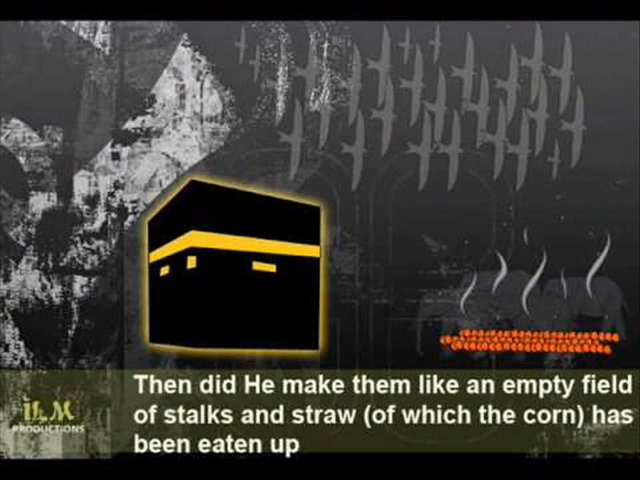 Then did He make them like an empty field
of stalks and straw (of which the corn) has
been eaten up
iLM
PRODUCTIONS